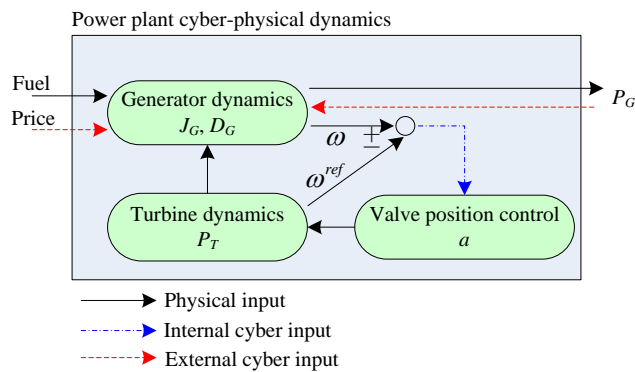 Power plant cyber-physical dynamics
Fuel
Price
Generator dynamics
J_G, D_G
P_G
ω
±
ω^ref
Turbine dynamics
P_T
Valve position control
a
Physical input
Internal cyber input
External cyber input